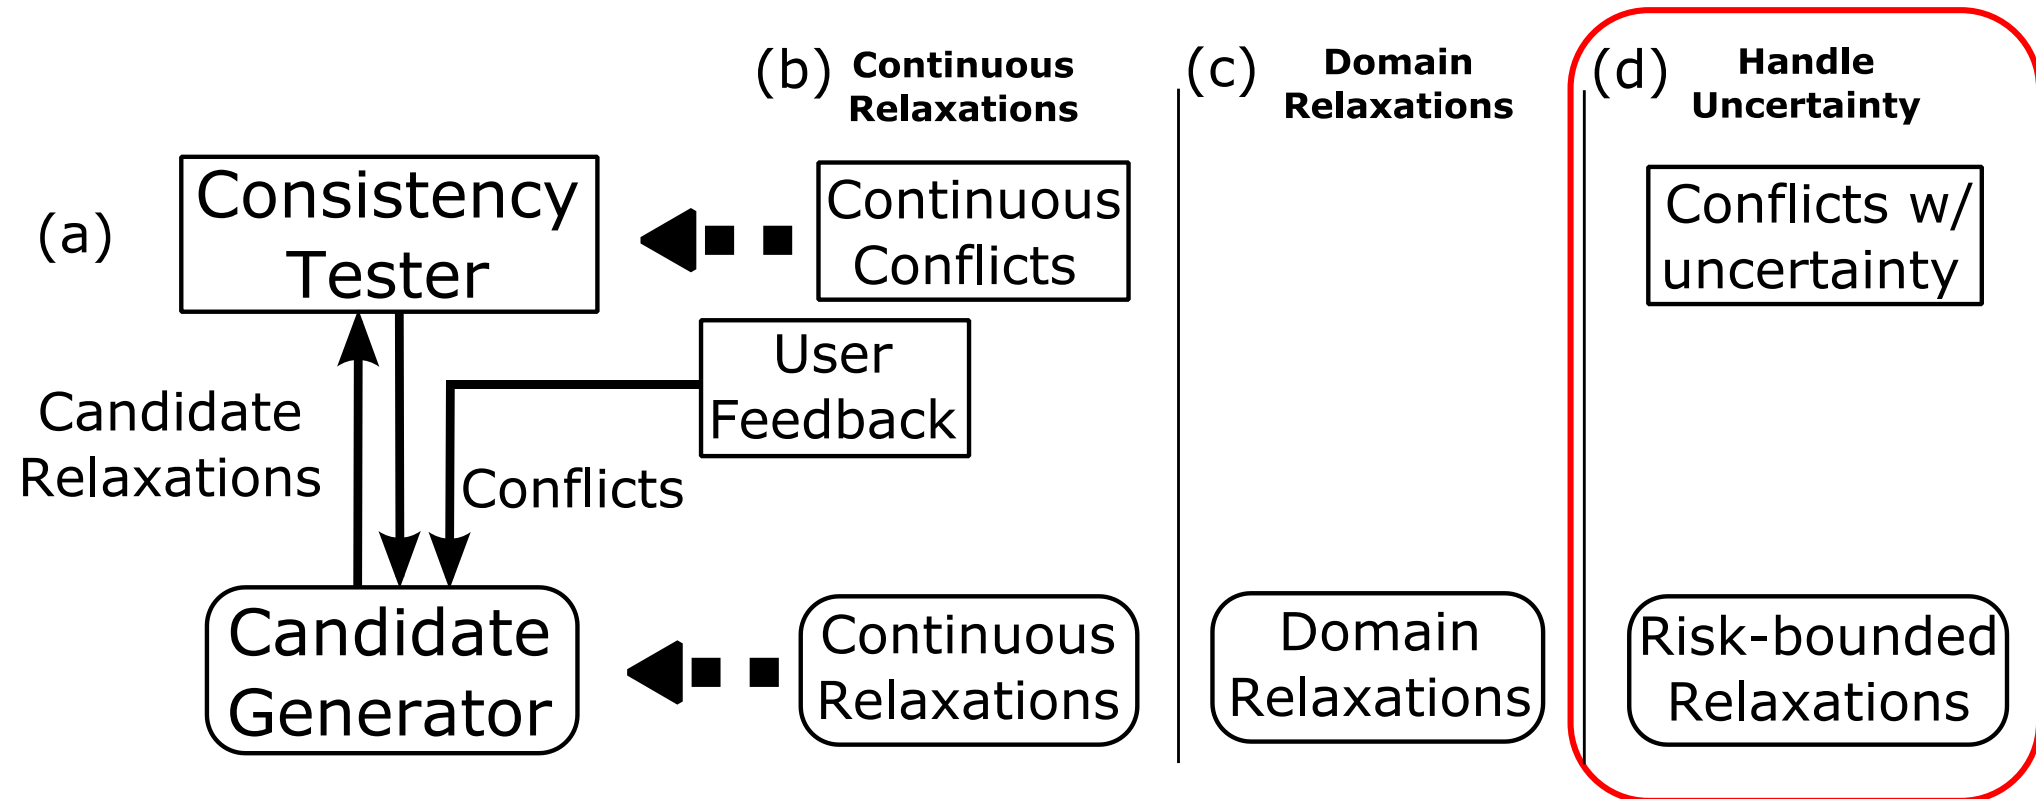 (a)
Consistency
Tester
Candidate
Relaxations
Conflicts
User
Feedback
Candidate
Generator
(b)
Continuous
Relaxations
Continuous
Conflicts
Continuous
Relaxations
(c)
Domain
Relaxations
Domain
Relaxations
(d)
Handle
Uncertainty
Conflicts w/
uncertainty
Risk-bounded
Relaxations